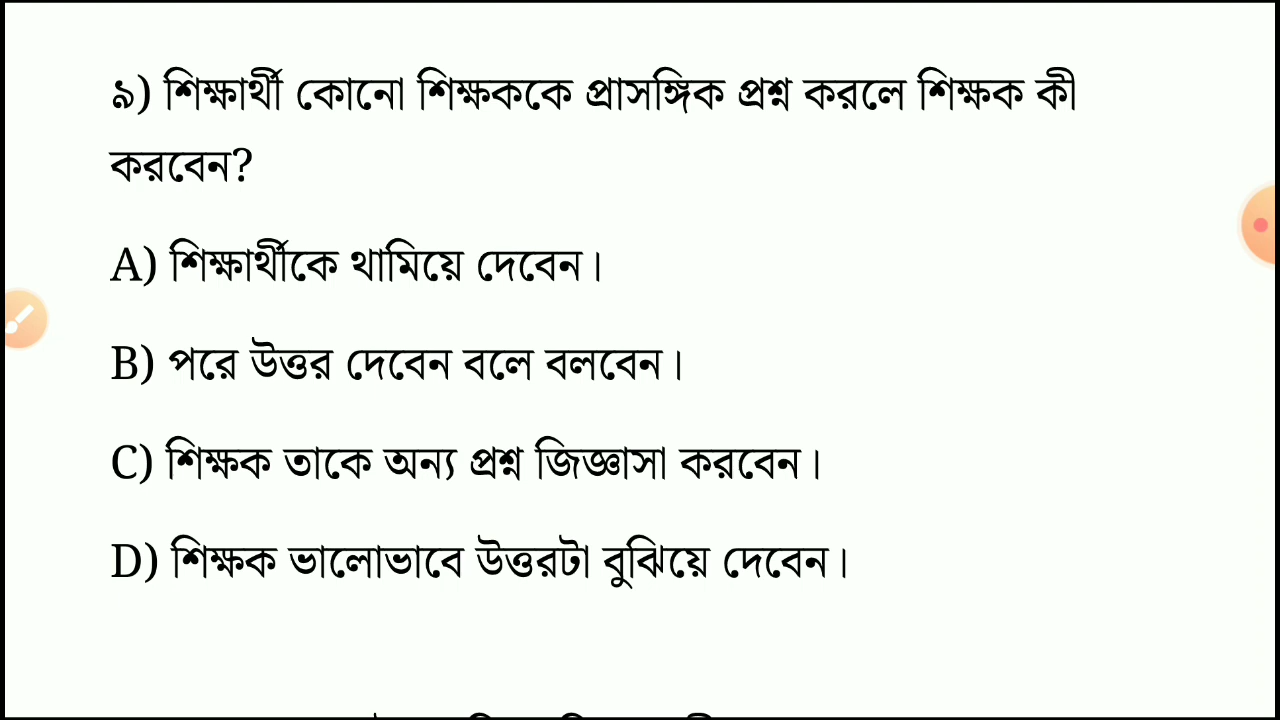 ৯) শিক্ষার্থী কোনো শিক্ষককে প্রাসঙ্গিক প্রশ্ন করলে শিক্ষক কী
করবেন?
A) শিক্ষার্থীকে থামিয়ে দেবেন।
B) পরে উত্তর দেবেন বলে বলবেন।
C) শিক্ষক তাকে অন্য প্রশ্ন জিজ্ঞাসা করবেন।
D) শিক্ষক ভালোভাবে উত্তরটা বুঝিয়ে দেবেন।